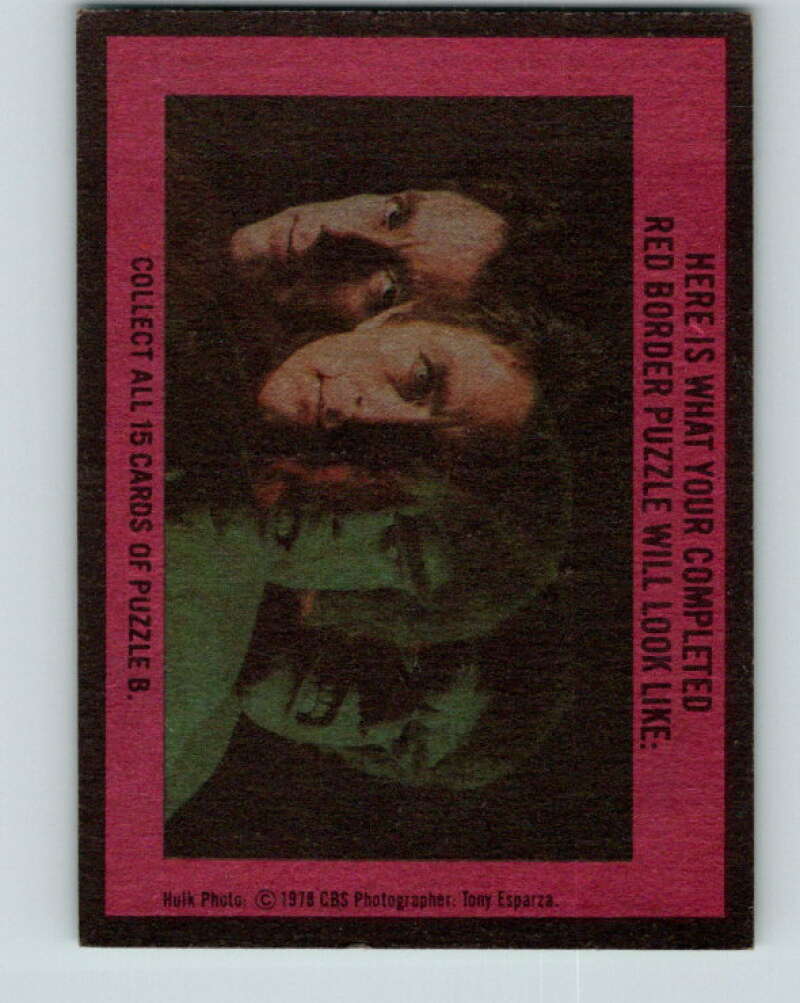 HERE IS WHAT YOUR COMPLETED
RED BORDER PUZZLE WILL LOOK LIKE:
COLLECT ALL 15 CARDS OF PUZZLE B.
Hulk Photo: © 1978 CBS Photographer: Tony Esparza.